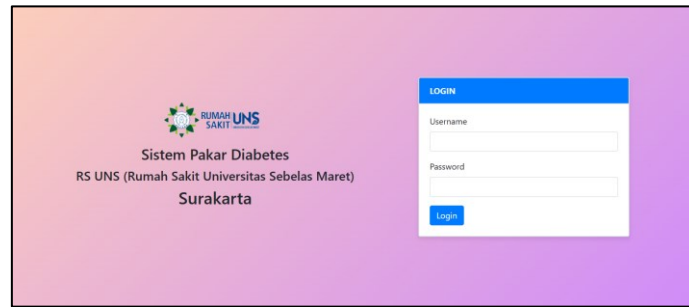 RUMAH SAKIT UNS
Sistem Pakar Diabetes
RS UNS (Rumah Sakit Universitas Sebelas Maret)
Surakarta
LOGIN
Username
Password
Login